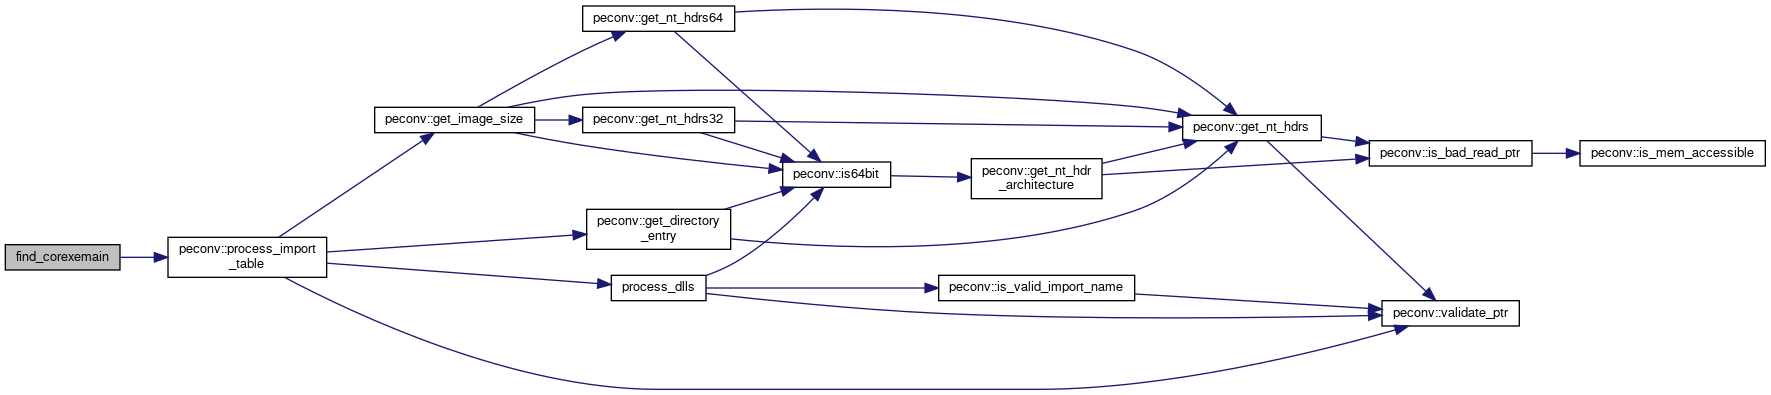 find_corexemain
peconv::process_import
_table
peconv::get_image_size
peconv::get_nt_hdrs64
peconv::get_nt_hdrs32
peconv::is64bit
peconv::get_directory
_entry
process_dlls
peconv::get_nt_hdr
_architecture
peconv::is_valid_import_name
peconv::get_nt_hdrs
peconv::is_bad_read_ptr
peconv::validate_ptr
peconv::is_mem_accessible